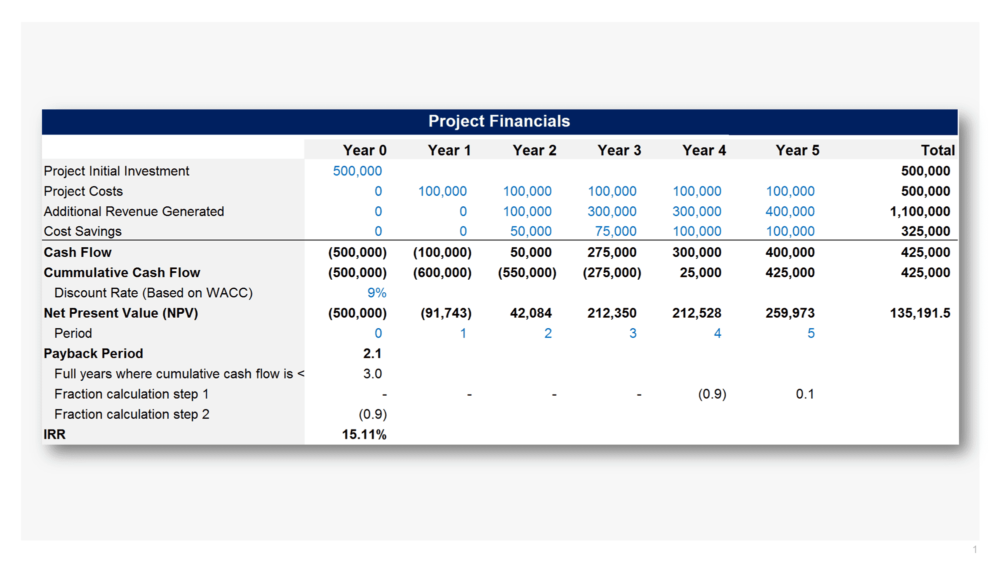 Project Financials
Year 0 Year 1 Year 2 Year 3 Year 4 Year 5 Total
Project Initial Investment 500,000 500,000
Project Costs 0 100,000 100,000 100,000 100,000 100,000 500,000
Additional Revenue Generated 0 0 100,000 300,000 300,000 400,000 1,100,000
Cost Savings 0 0 50,000 75,000 100,000 100,000 325,000
Cash Flow (500,000) (100,000) 50,000 275,000 300,000 400,000 425,000
Cummulative Cash Flow (500,000) (600,000) (550,000) (275,000) 25,000 425,000 425,000
Discount Rate (Based on WACC) 9%
Net Present Value (NPV) (500,000) (91,743) 42,084 212,350 212,528 259,973 135,191.5
Period 0 1 2 3 4 5
Payback Period 2.1
Full years where cumulative cash flow is < 3.0
Fraction calculation step 1 - - - - (0.9) 0.1
Fraction calculation step 2 (0.9)
IRR 15.11%
1